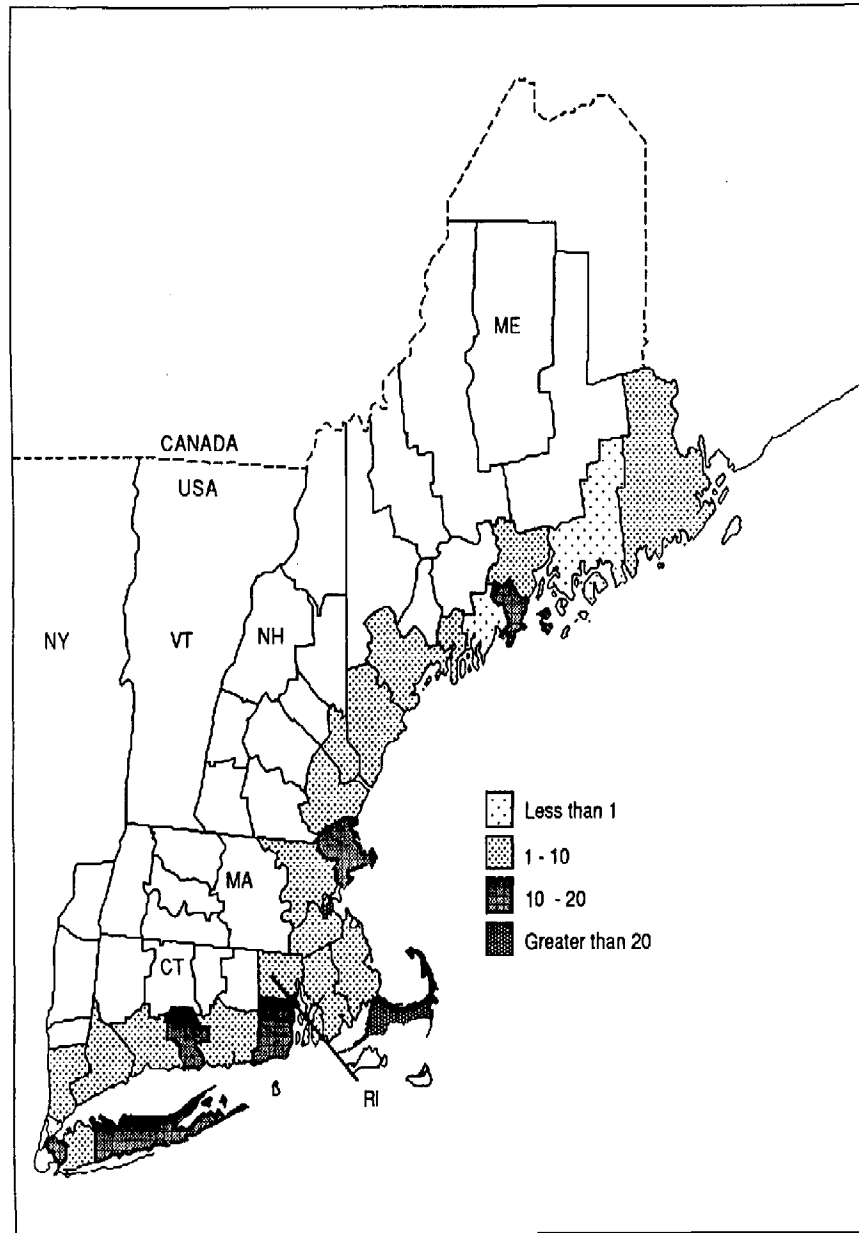 ME
CANADA
USA
NY
VT
NH
Less than 1
1 - 10
MA
10 - 20
Greater than 20
CT
RI